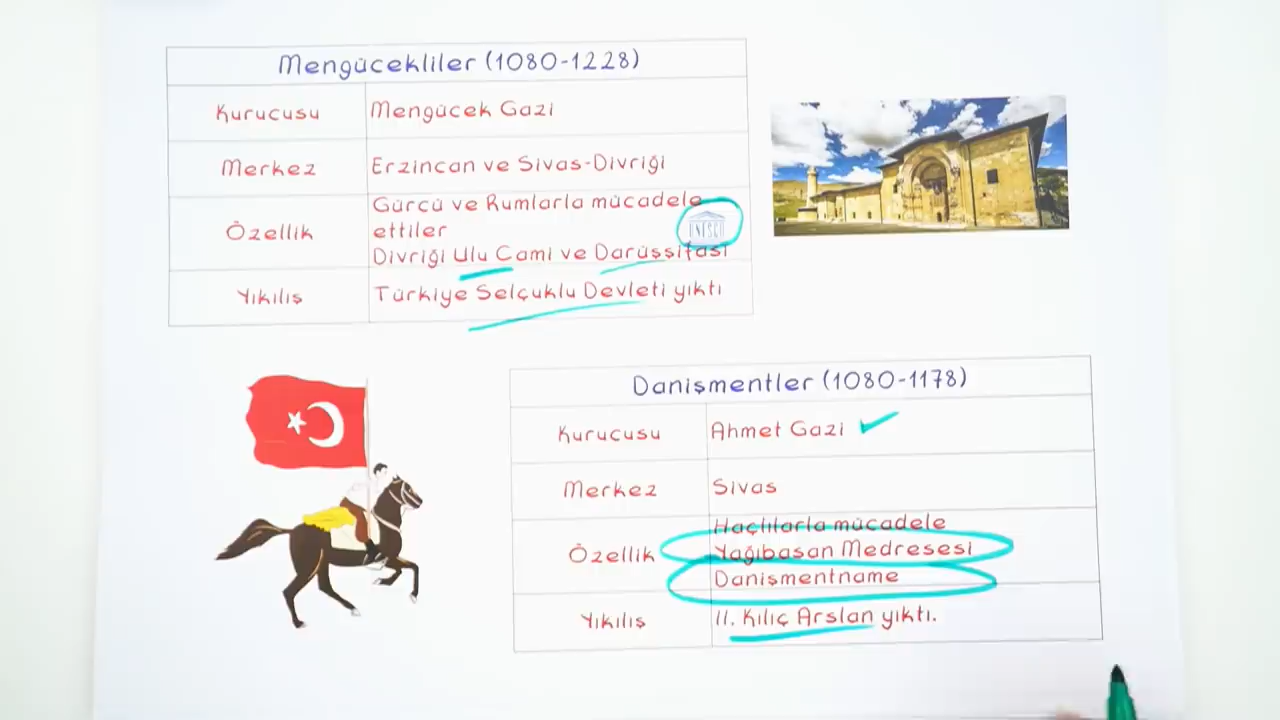 Mengücekliler (1080-1228)
Kurucusu Mengücek Gazi
Merkez Erzincan ve Sivas-Divriği
Özellik
Gürcü ve Rumlarla mücadele
ettiler
UNESCO
Divriği Ulu Cami ve Darüşşifası
Yıkılış Türkiye Selçuklu Devleti yıktı
Danişmentler (1080-1178)
Kurucusu Ahmet Gazi
Merkez Sivas
Özellik
Haçlılarla mücadele
Yağıbasan Medresesi
Danişmentname
Yıkılış II. Kılıç Arslan yıktı.